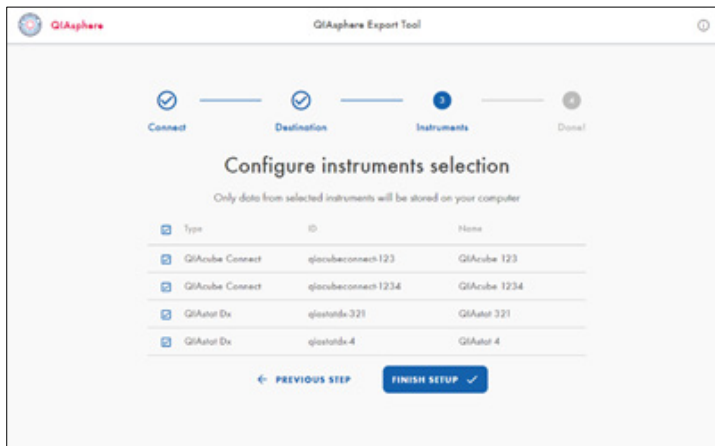 QIAsphere
QIAsphere Export Tool
3
4
Connect
Destination
Instruments
Done!
Configure instruments selection
Only data from selected instruments will be stored on your computer
Type ID Name
QIAcube Connect qiacubeconnect-123 QIAcube 123
QIAcube Connect qiacubeconnect-1234 QIAcube 1234
QIAstat Dx qiastatdx-321 QIAstat 321
QIAstat Dx qiastatdx-4 QIAstat 4
PREVIOUS STEP
FINISH SETUP